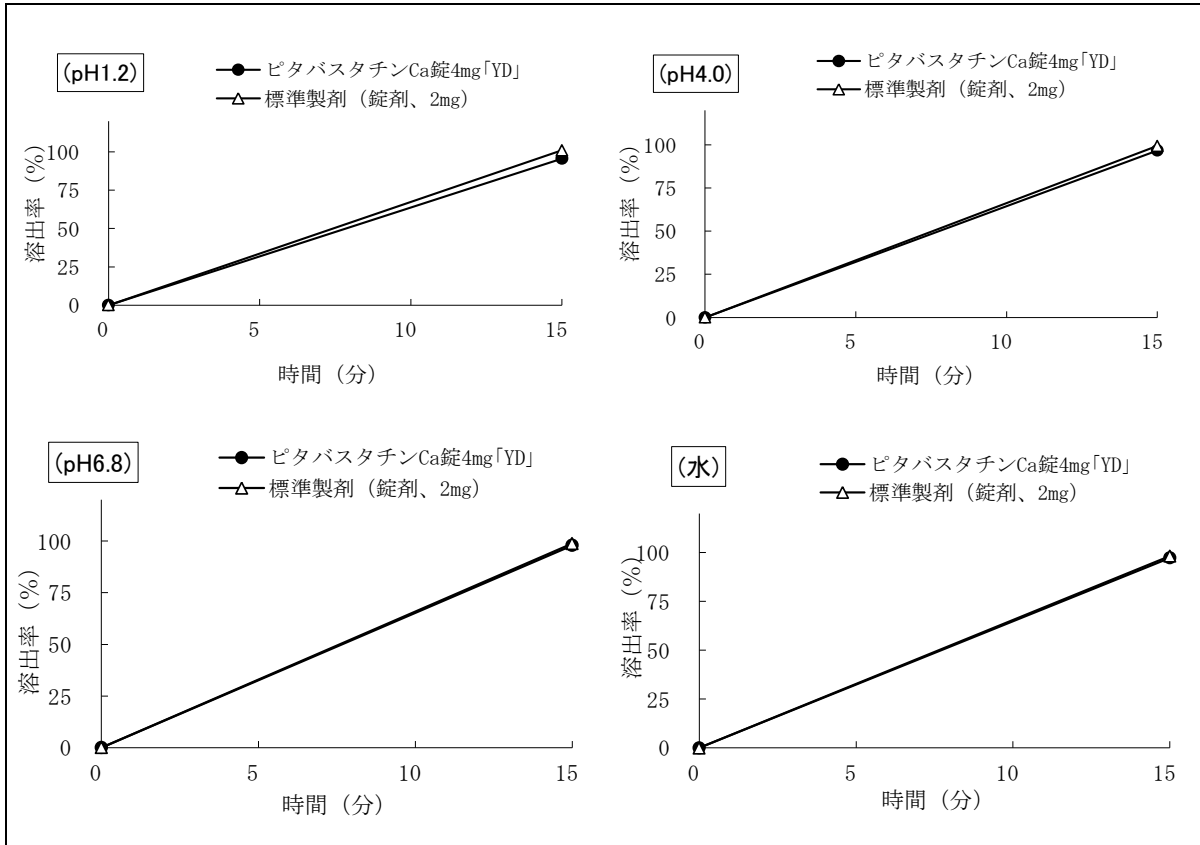 (pH1.2)
ピタバスタチンCa錠4mg｢YD｣
標準製剤（錠剤、2mg）
溶出率（%）
100
75
50
25
0
0 5 10 15
時間（分）
(pH4.0)
ピタバスタチンCa錠4mg｢YD｣
標準製剤（錠剤、2mg）
溶出率（%）
100
75
50
25
0
0 5 10 15
時間（分）
(pH6.8)
ピタバスタチンCa錠4mg｢YD｣
標準製剤（錠剤、2mg）
溶出率（%）
100
75
50
25
0
0 5 10 15
時間（分）
(水)
ピタバスタチンCa錠4mg｢YD｣
標準製剤（錠剤、2mg）
溶出率（%）
100
75
50
25
0
0 5 10 15
時間（分）